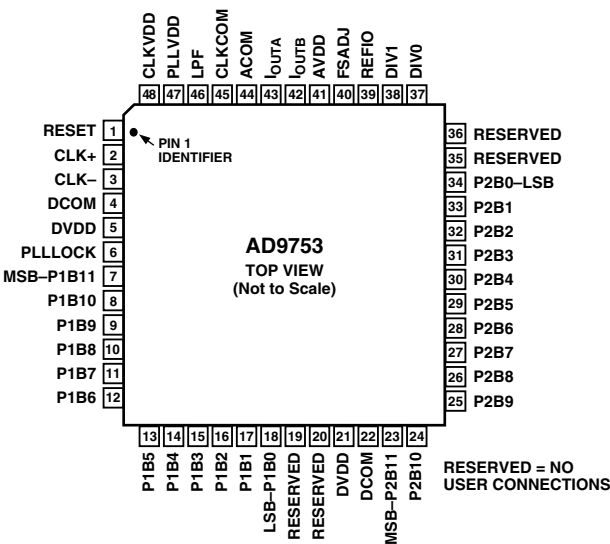 CLKVDD
PLLVDD
LPF
CLKCOM
ACOM
IOUTA
IOUTB
AVDD
FSADJ
REFIO
DIV1
DIV0
48 47 46 45 44 43 42 41 40 39 38 37
RESET 1
CLK+ 2
CLK– 3
DCOM 4
DVDD 5
PLLLOCK 6
MSB–P1B11 7
P1B10 8
P1B9 9
P1B8 10
P1B7 11
P1B6 12
PIN 1
IDENTIFIER
AD9753
TOP VIEW
(Not to Scale)
36 RESERVED
35 RESERVED
34 P2B0–LSB
33 P2B1
32 P2B2
31 P2B3
30 P2B4
29 P2B5
28 P2B6
27 P2B7
26 P2B8
25 P2B9
13 14 15 16 17 18 19 20 21 22 23 24
P1B5
P1B4
P1B3
P1B2
P1B1
LSB–P1B0
RESERVED
RESERVED
DVDD
DCOM
MSB–P2B11
P2B10
RESERVED = NO
USER CONNECTIONS